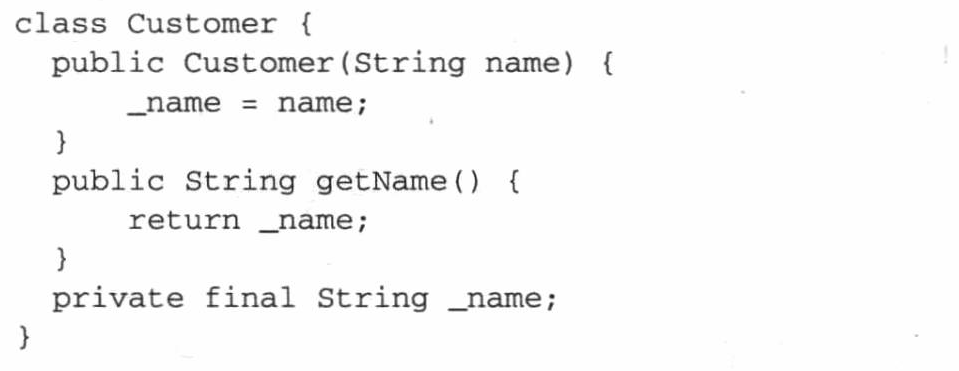 class Customer {
  public Customer(String name) {
      _name = name;
  }
  public String getName() {
      return _name;
  }
  private final String _name;
}